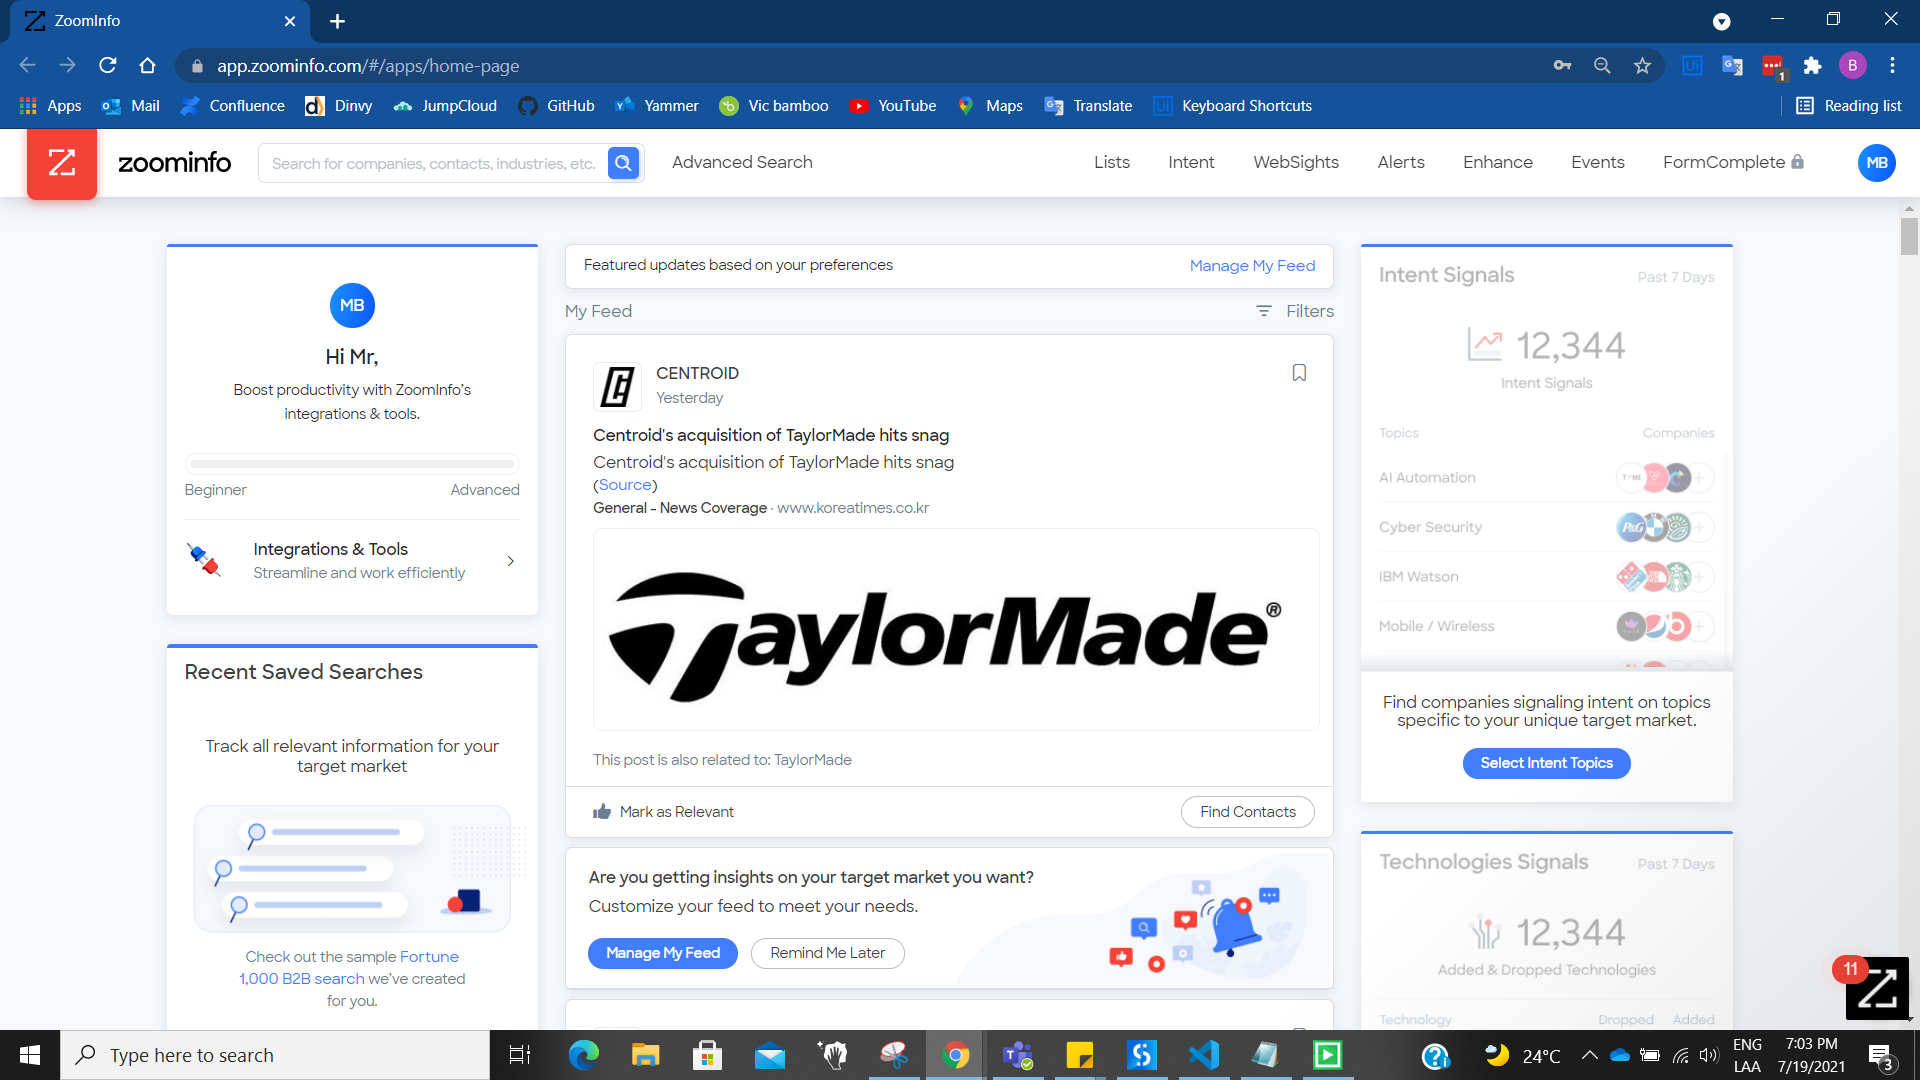 ZoomInfo
app.zoominfo.com/#/apps/home-page
B
1
Apps Mail Confluence Dinvy JumpCloud GitHub Yammer Vic bamboo YouTube Maps Translate Keyboard Shortcuts Reading list
zoominfo
Search for companies, contacts, industries, etc.
Advanced Search
Lists Intent WebSights Alerts Enhance Events FormComplete
MB
MB
Hi Mr,
Boost productivity with ZoomInfo's
integrations & tools.
Beginner Advanced
Integrations & Tools
Streamline and work efficiently
Recent Saved Searches
Track all relevant information for your
target market
Check out the sample Fortune
1,000 B2B search we've created
for you.
Featured updates based on your preferences
Manage My Feed
My Feed
Filters
CENTROID
Yesterday
Centroid's acquisition of TaylorMade hits snag
Centroid's acquisition of TaylorMade hits snag
(Source)
General - News Coverage · www.koreatimes.co.kr
TaylorMade®
This post is also related to: TaylorMade
Mark as Relevant
Find Contacts
Are you getting insights on your target market you want?
Customize your feed to meet your needs.
Manage My Feed
Remind Me Later
Intent Signals
Past 7 Days
12,344
Intent Signals
Topics Companies
AI Automation
Cyber Security
P&G
IBM Watson
Mobile / Wireless
Find companies signaling intent on topics
specific to your unique target market.
Select Intent Topics
Technologies Signals
Past 7 Days
12,344
Added & Dropped Technologies
Technology Dropped Added
11
Type here to search
24°C
ENG
LAA
7:03 PM
7/19/2021
3